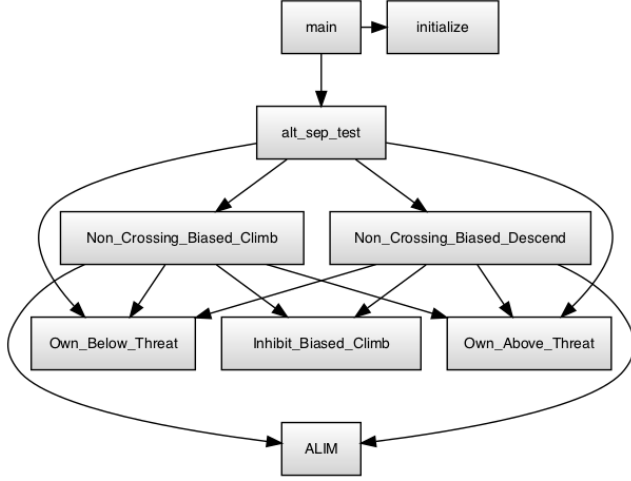 main
initialize
alt_sep_test
Non_Crossing_Biased_Climb
Non_Crossing_Biased_Descend
Own_Below_Threat
Inhibit_Biased_Climb
Own_Above_Threat
ALIM